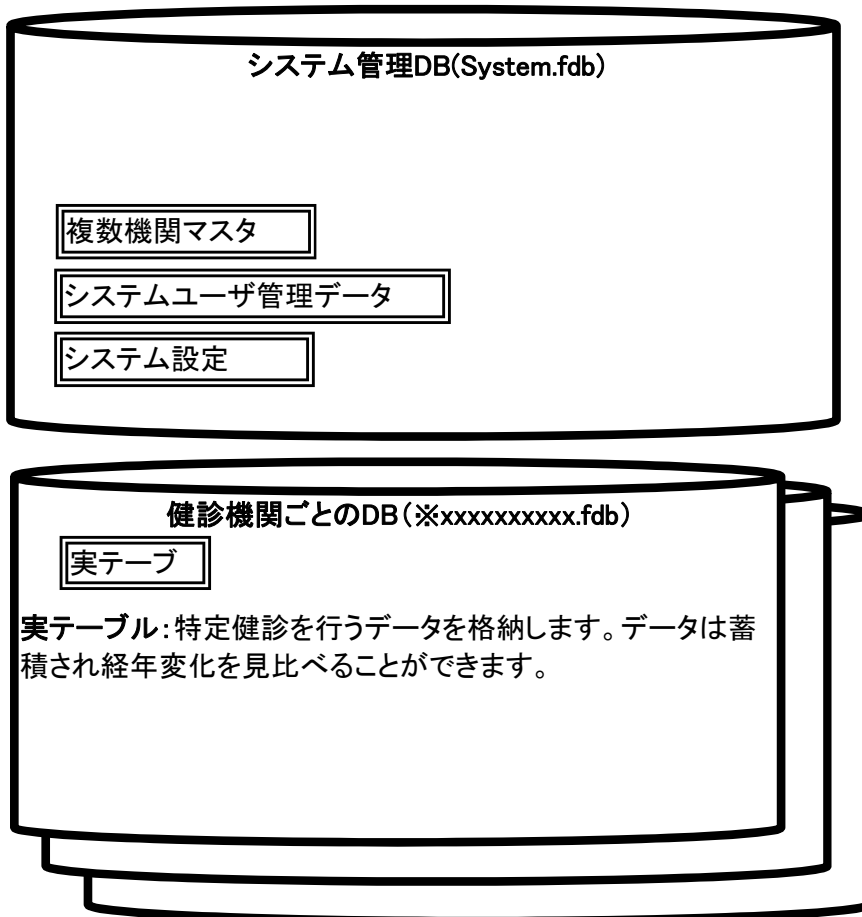 システム管理DB(System.fdb)
複数機関マスタ
システムユーザ管理データ
システム設定
健診機関ごとのDB(※xxxxxxxxxx.fdb)
実テーブ
実テーブル:特定健診を行うデータを格納します。データは蓄
積され経年変化を見比べることができます。